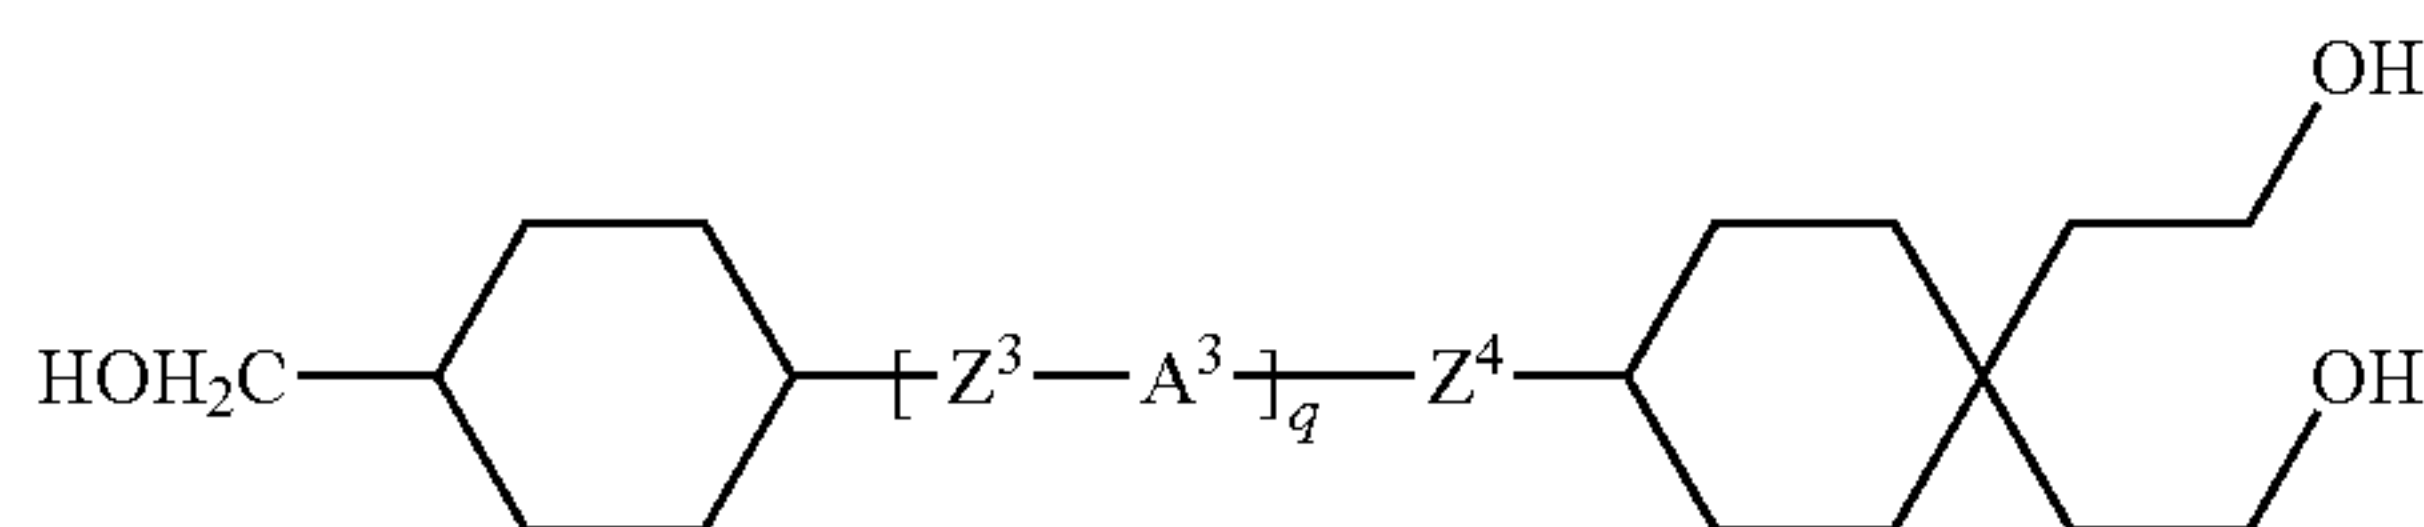 OH
HOH₂C [ Z³ A³ ]q Z⁴ OH